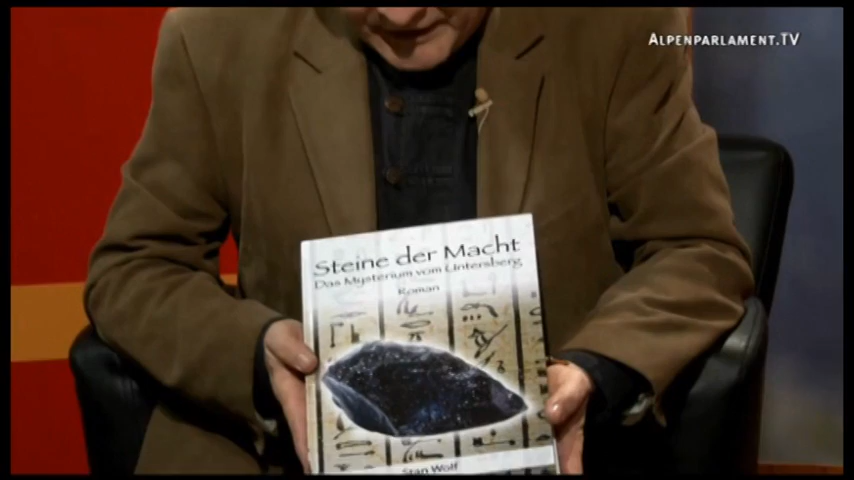 ALPENPARLAMENT.TV
Steine der Macht
Das Mysterium vom Untersberg
Roman
Stan Wolf